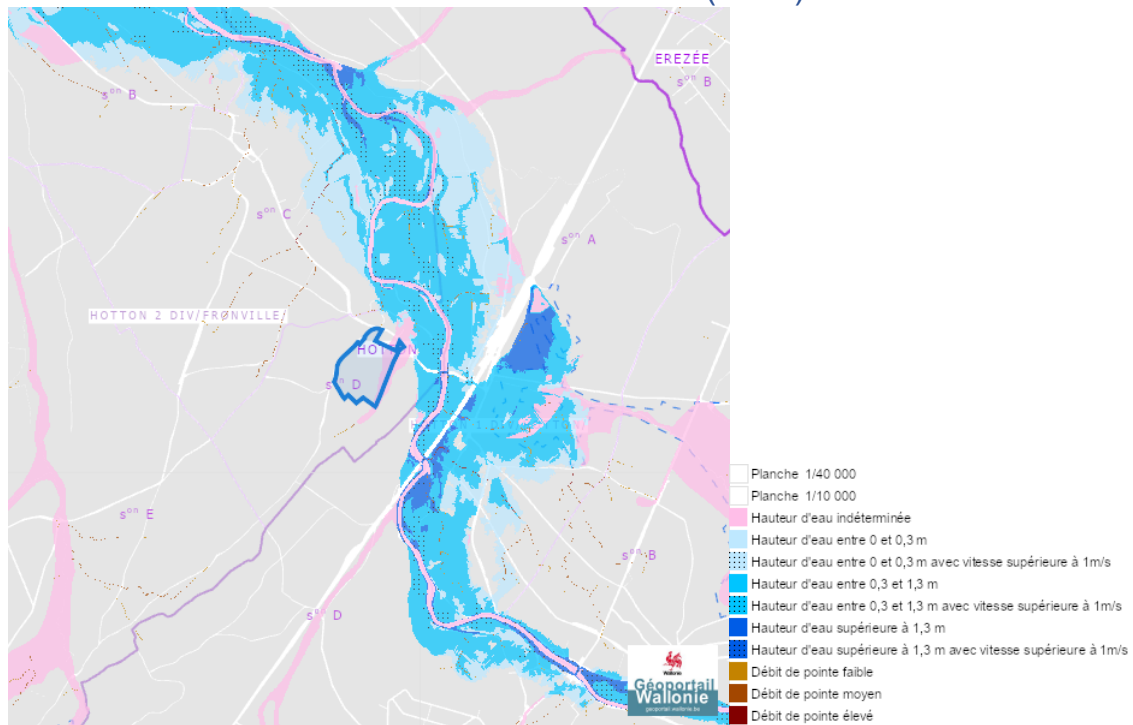 EREZÉE
sᵒⁿ B
sᵒⁿ B
sᵒⁿ C
sᵒⁿ A
HOTTON 2 DIV/FRONVILLE/
HOTTON
sᵒⁿ D
sᵒⁿ E
sᵒⁿ B
sᵒⁿ D
Wallonie
Géoportail
Wallonie
geoportail.wallonie.be
Planche 1/40 000
Planche 1/10 000
Hauteur d'eau indéterminée
Hauteur d'eau entre 0 et 0,3 m
Hauteur d'eau entre 0 et 0,3 m avec vitesse supérieure à 1m/s
Hauteur d'eau entre 0,3 et 1,3 m
Hauteur d'eau entre 0,3 et 1,3 m avec vitesse supérieure à 1m/s
Hauteur d'eau supérieure à 1,3 m
Hauteur d'eau supérieure à 1,3 m avec vitesse supérieure à 1m/s
Débit de pointe faible
Débit de pointe moyen
Débit de pointe élevé